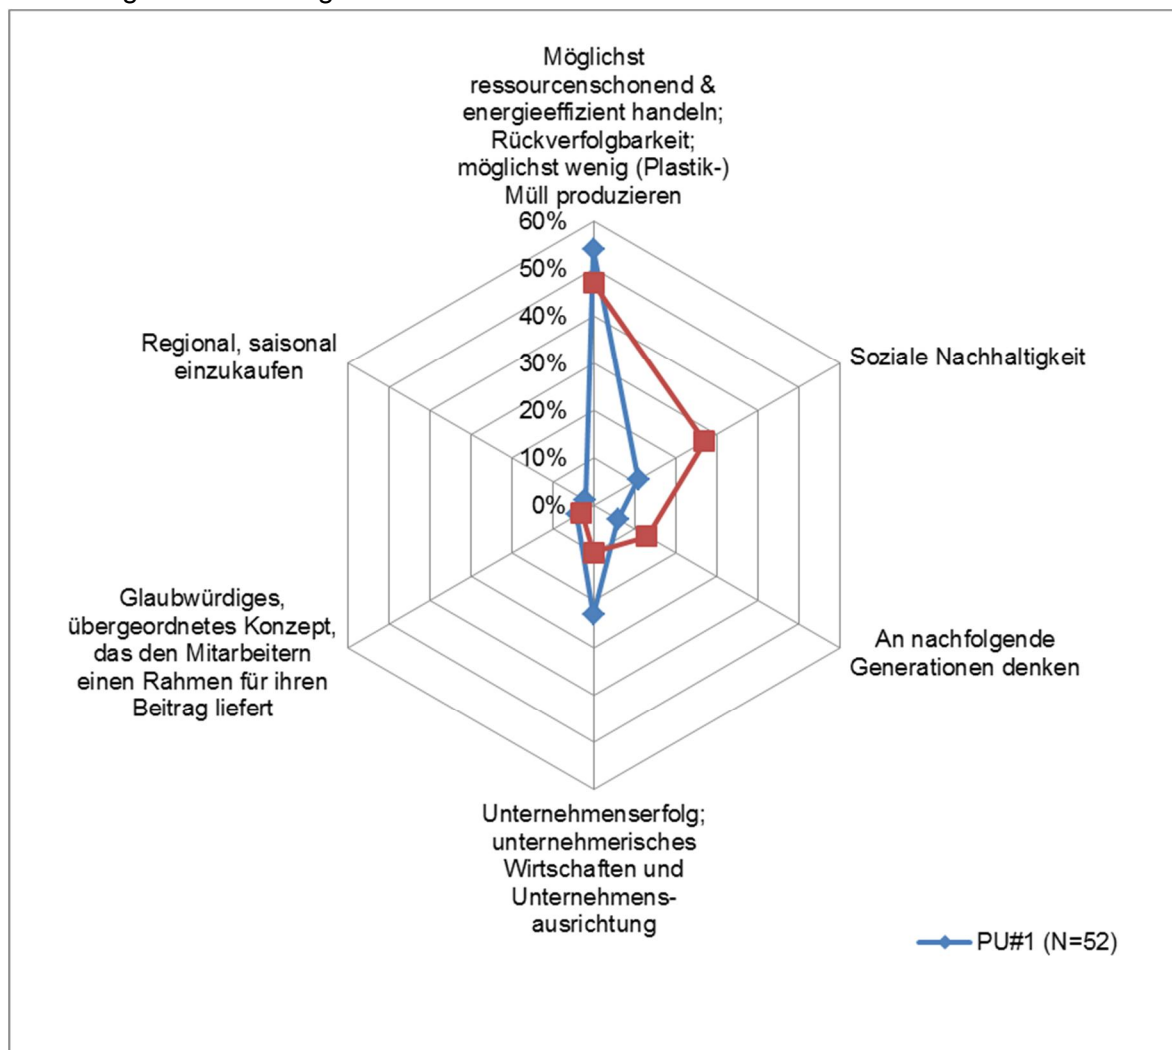 Möglichst
ressourcenschonend &
energieeffizient handeln;
Rückverfolgbarkeit;
möglichst wenig (Plastik-)
Müll produzieren
60%
50%
40%
30%
20%
10%
0%
Regional, saisonal
einzukaufen
Soziale Nachhaltigkeit
Glaubwürdiges,
übergeordnetes Konzept,
das den Mitarbeitern
einen Rahmen für ihren
Beitrag liefert
An nachfolgende
Generationen denken
Unternehmenserfolg;
unternehmerisches
Wirtschaften und
Unternehmens-
ausrichtung
PU#1 (N=52)